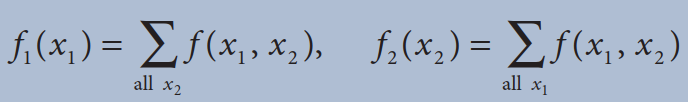 f₁(x₁) = ∑ f(x₁, x₂), f₂(x₂) = ∑ f(x₁, x₂)
all x₂ all x₁